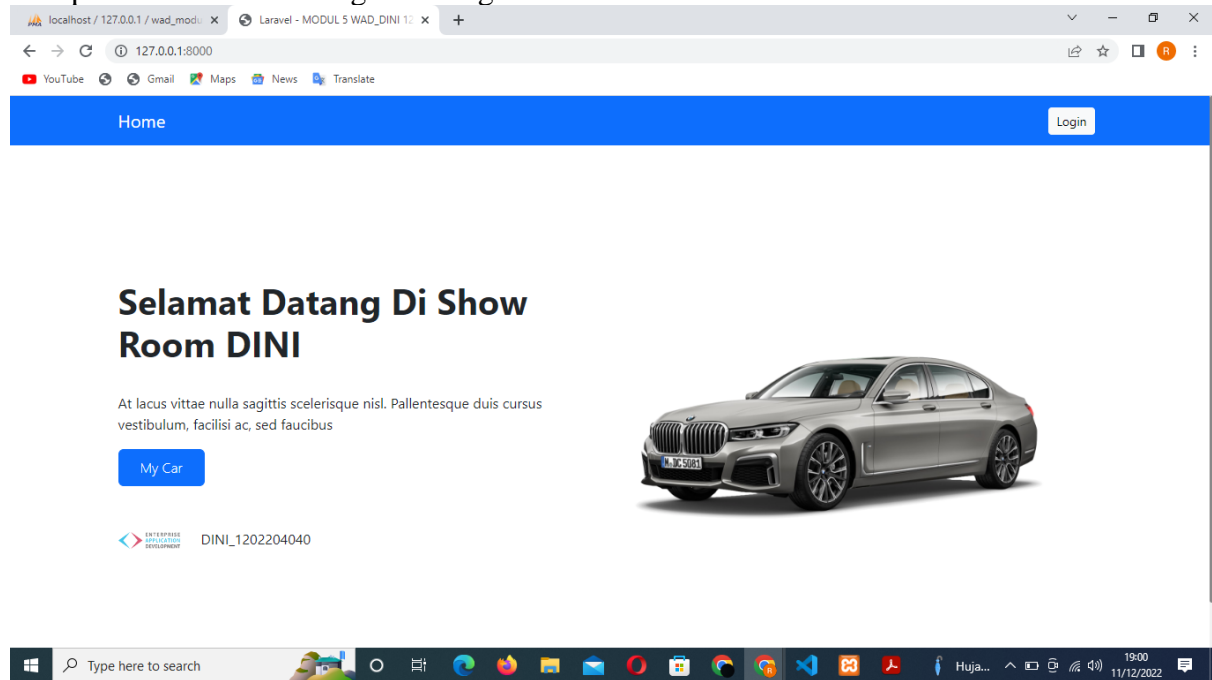 localhost / 127.0.0.1 / wad_modu
Laravel - MODUL 5 WAD_DINI 12
127.0.0.1:8000
R
YouTube
Gmail
Maps
News
Translate
Home
Login
Selamat Datang Di Show
Room DINI
At lacus vittae nulla sagittis scelerisque nisl. Pallentesque duis cursus
vestibulum, facilisi ac, sed faucibus
My Car
M·DC 5081
ENTERPRISE
APPLICATION
DEVELOPMENT
DINI_1202204040
Type here to search
Huja...
19:00
11/12/2022